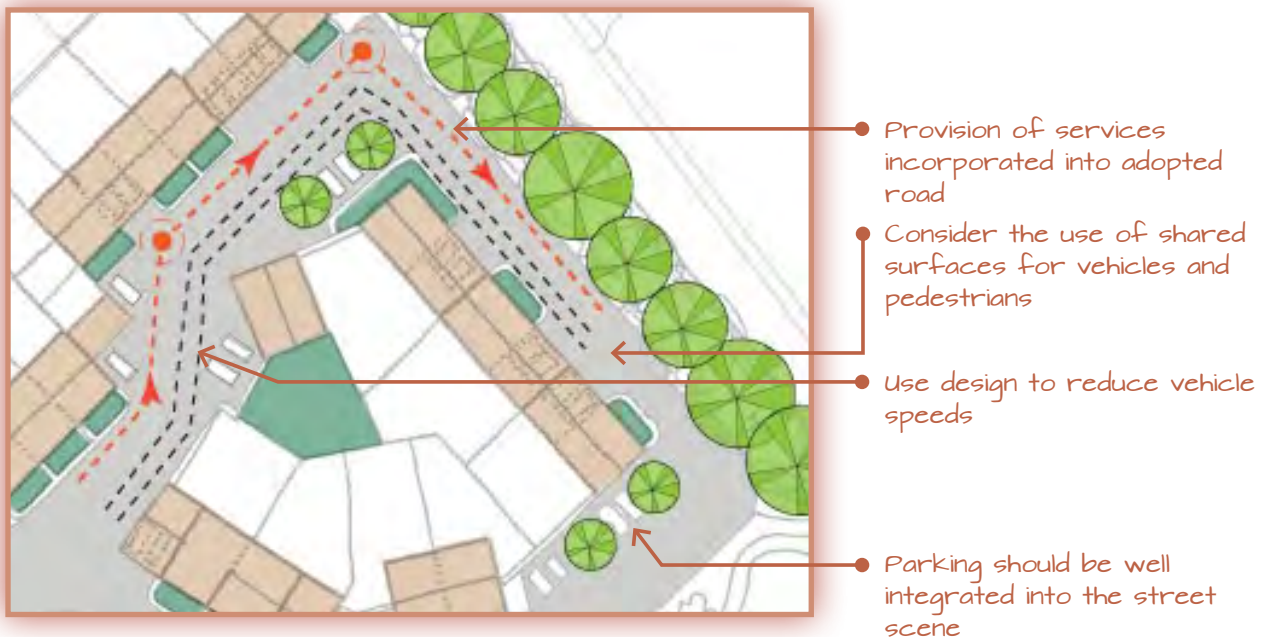 Provision of services
incorporated into adopted
road
Consider the use of shared
surfaces for vehicles and
pedestrians
Use design to reduce vehicle
speeds
Parking should be well
integrated into the street
scene